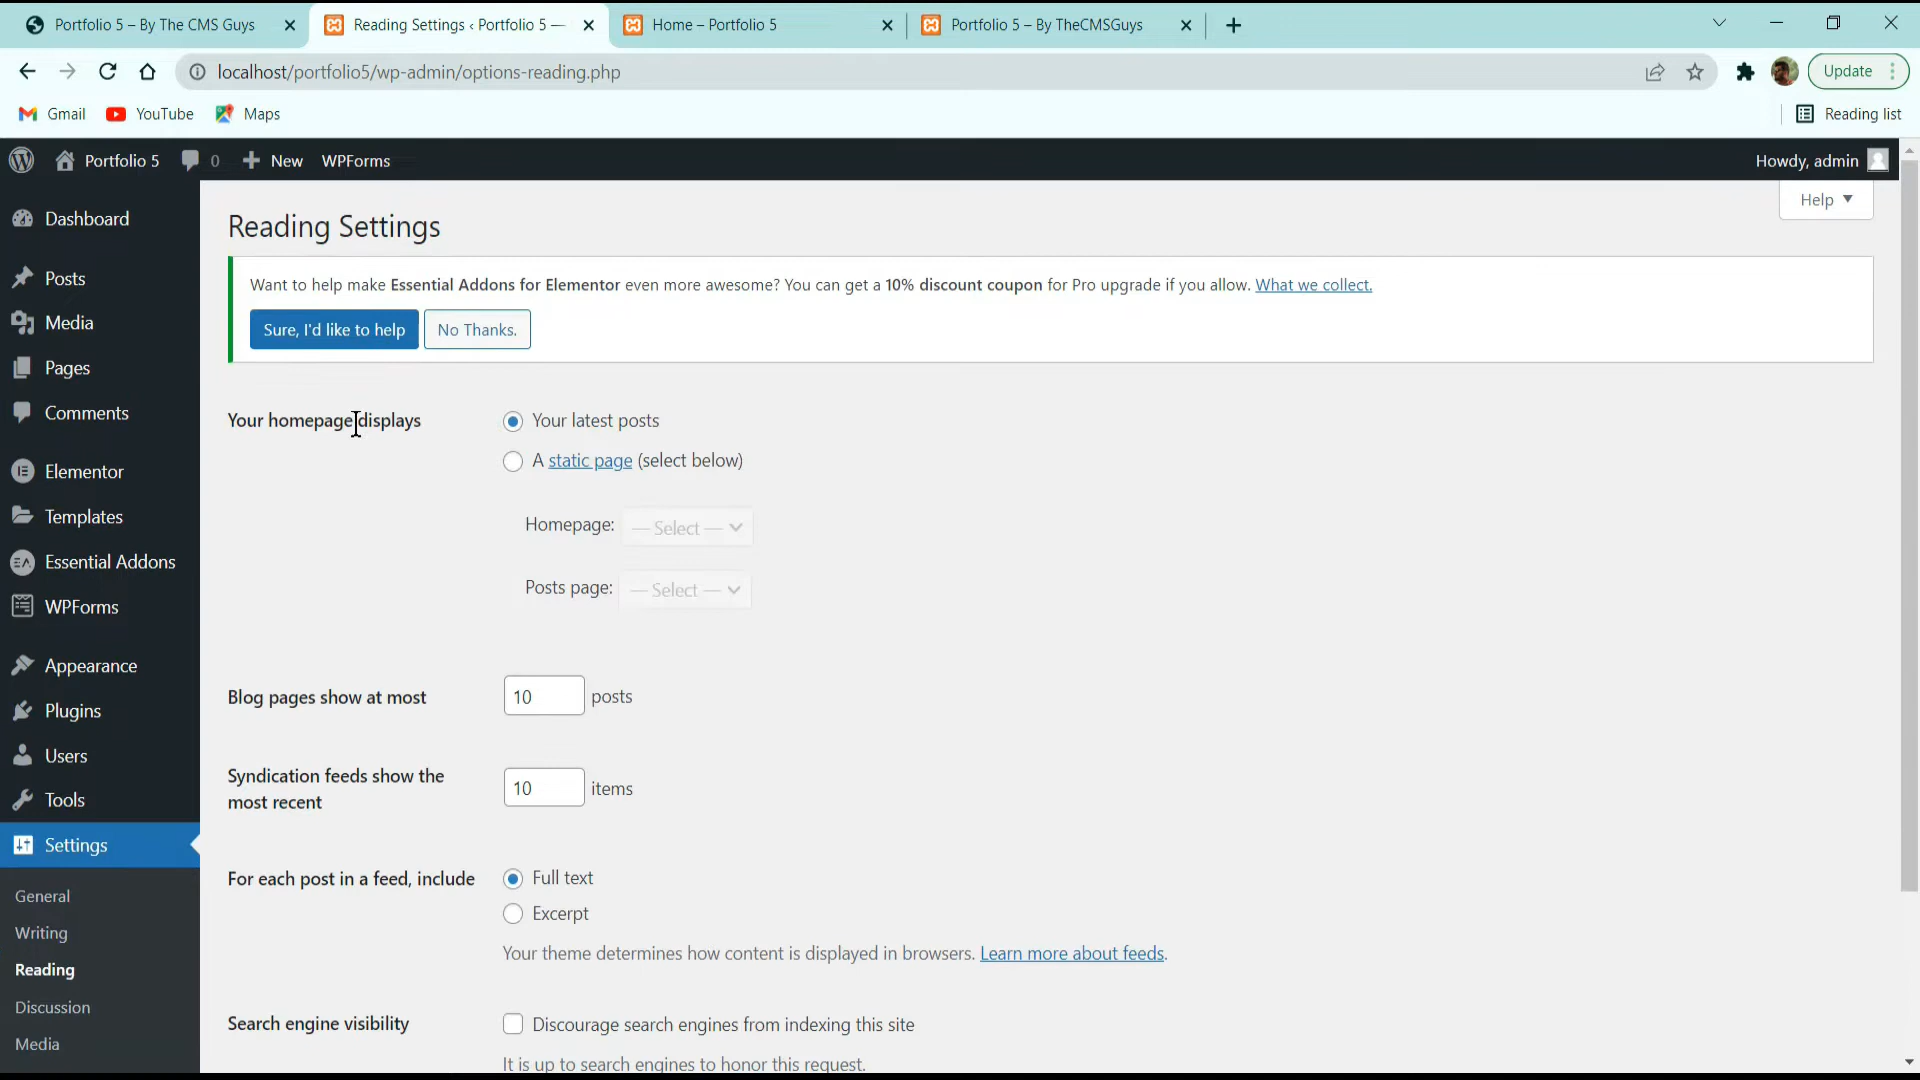 Portfolio 5 – By The CMS Guys
Reading Settings ‹ Portfolio 5 —
Home – Portfolio 5
Portfolio 5 – By TheCMSGuys
localhost/portfolio5/wp-admin/options-reading.php
Update
Gmail
YouTube
Maps
Reading list
Portfolio 5
0
New
WPForms
Howdy, admin
Dashboard
Posts
Media
Pages
Comments
Elementor
Templates
Essential Addons
WPForms
Appearance
Plugins
Users
Tools
Settings
General
Writing
Reading
Discussion
Media
Help
Reading Settings
Want to help make Essential Addons for Elementor even more awesome? You can get a 10% discount coupon for Pro upgrade if you allow. What we collect.
Sure, I'd like to help
No Thanks.
Your homepage displays
Your latest posts
A static page (select below)
Homepage: — Select —
Posts page: — Select —
Blog pages show at most
10 posts
Syndication feeds show the
most recent
10 items
For each post in a feed, include
Full text
Excerpt
Your theme determines how content is displayed in browsers. Learn more about feeds.
Search engine visibility
Discourage search engines from indexing this site
It is up to search engines to honor this request.